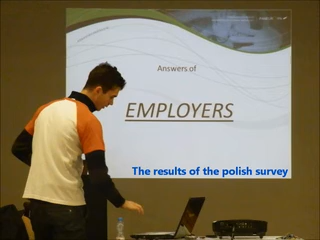 Answers of
EMPLOYERS
The results of the polish survey